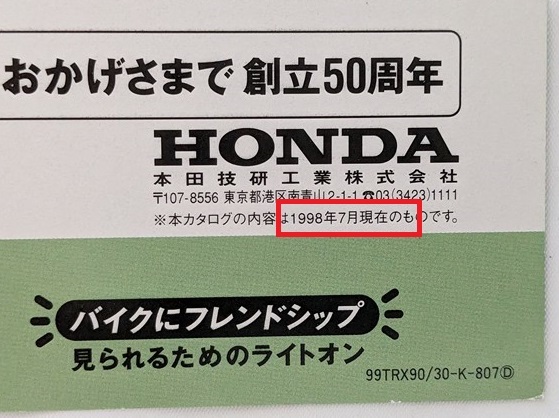 おかげさまで 創立50周年
HONDA
本田技研工業株式会社
〒107-8556 東京都港区南青山2-1-1 ☎03(3423)1111
※本カタログの内容は1998年7月現在のものです。
バイクにフレンドシップ
見られるためのライトオン
99TRX90/30-K-807Ⓓ